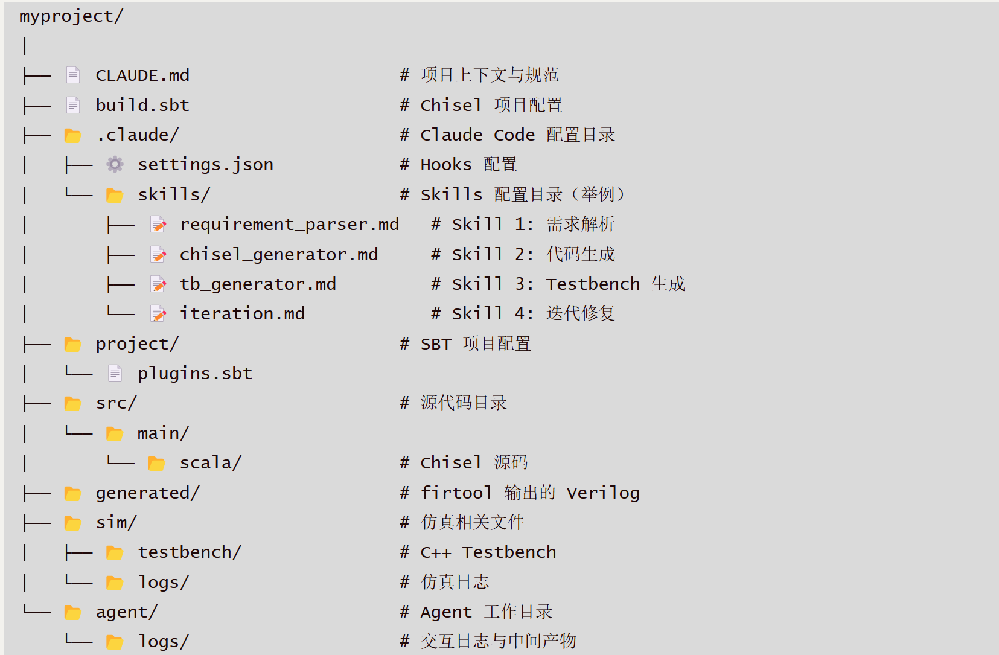 myproject/
│
├── 📄 CLAUDE.md # 项目上下文与规范
├── 📄 build.sbt # Chisel 项目配置
├── 📂 .claude/ # Claude Code 配置目录
│   ├── ⚙️ settings.json # Hooks 配置
│   └── 📂 skills/ # Skills 配置目录（举例）
│       ├── 📝 requirement_parser.md # Skill 1: 需求解析
│       ├── 📝 chisel_generator.md # Skill 2: 代码生成
│       ├── 📝 tb_generator.md # Skill 3: Testbench 生成
│       └── 📝 iteration.md # Skill 4: 迭代修复
├── 📂 project/ # SBT 项目配置
│   └── 📄 plugins.sbt
├── 📂 src/ # 源代码目录
│   └── 📂 main/
│       └── 📂 scala/ # Chisel 源码
├── 📂 generated/ # firtool 输出的 Verilog
├── 📂 sim/ # 仿真相关文件
│   ├── 📂 testbench/ # C++ Testbench
│   └── 📂 logs/ # 仿真日志
└── 📂 agent/ # Agent 工作目录
    └── 📂 logs/ # 交互日志与中间产物